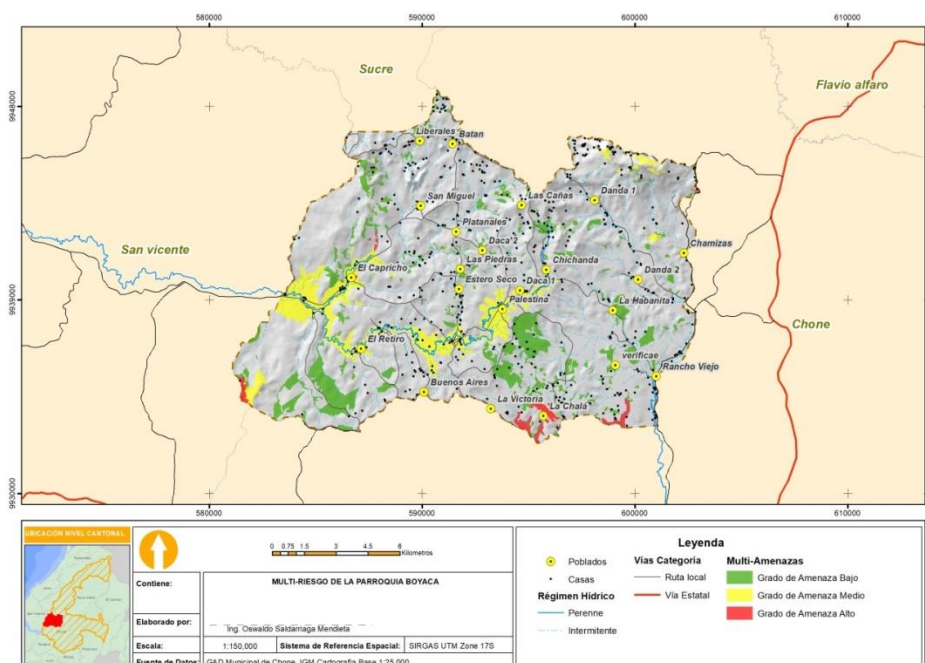 580000 590000 600000 610000
Sucre
Flavio alfaro
9948000 9948000
Liberales
Batan
San Miguel
Las Cañas
Danda 1
Platanales
Daca 2
San vicente
Chamizas
El Capricho
Las Piedras
Chichanda
Danda 2
Estero Seco
Daca 1
9939000 9939000
Palestina
La Habanita
Chone
El Retiro
verificae
Rancho Viejo
Buenos Aires
La Victoria
La Chalá
9930000 9930000
580000 590000 600000 610000
UBICACIÓN NIVEL CANTONAL
0 0.75 1.5 3 4.5 6
Kilometros
Contiene:
MULTI-RIESGO DE LA PARROQUIA BOYACA
Elaborado por:
Ing. Oswaldo Saldarriaga Mendieta
Escala:
1:150,000
Sistema de Referencia Espacial:
SIRGAS UTM Zone 17S
Fuente de Datos:
GAD Municipal de Chone, IGM Cartografia Base 1:25,000
Leyenda
Poblados
Casas
Régimen Hídrico
Perenne
Intermitente
Vias Categoría
Ruta local
Vía Estatal
Multi-Amenazas
Grado de Amenaza Bajo
Grado de Amenaza Medio
Grado de Amenaza Alto